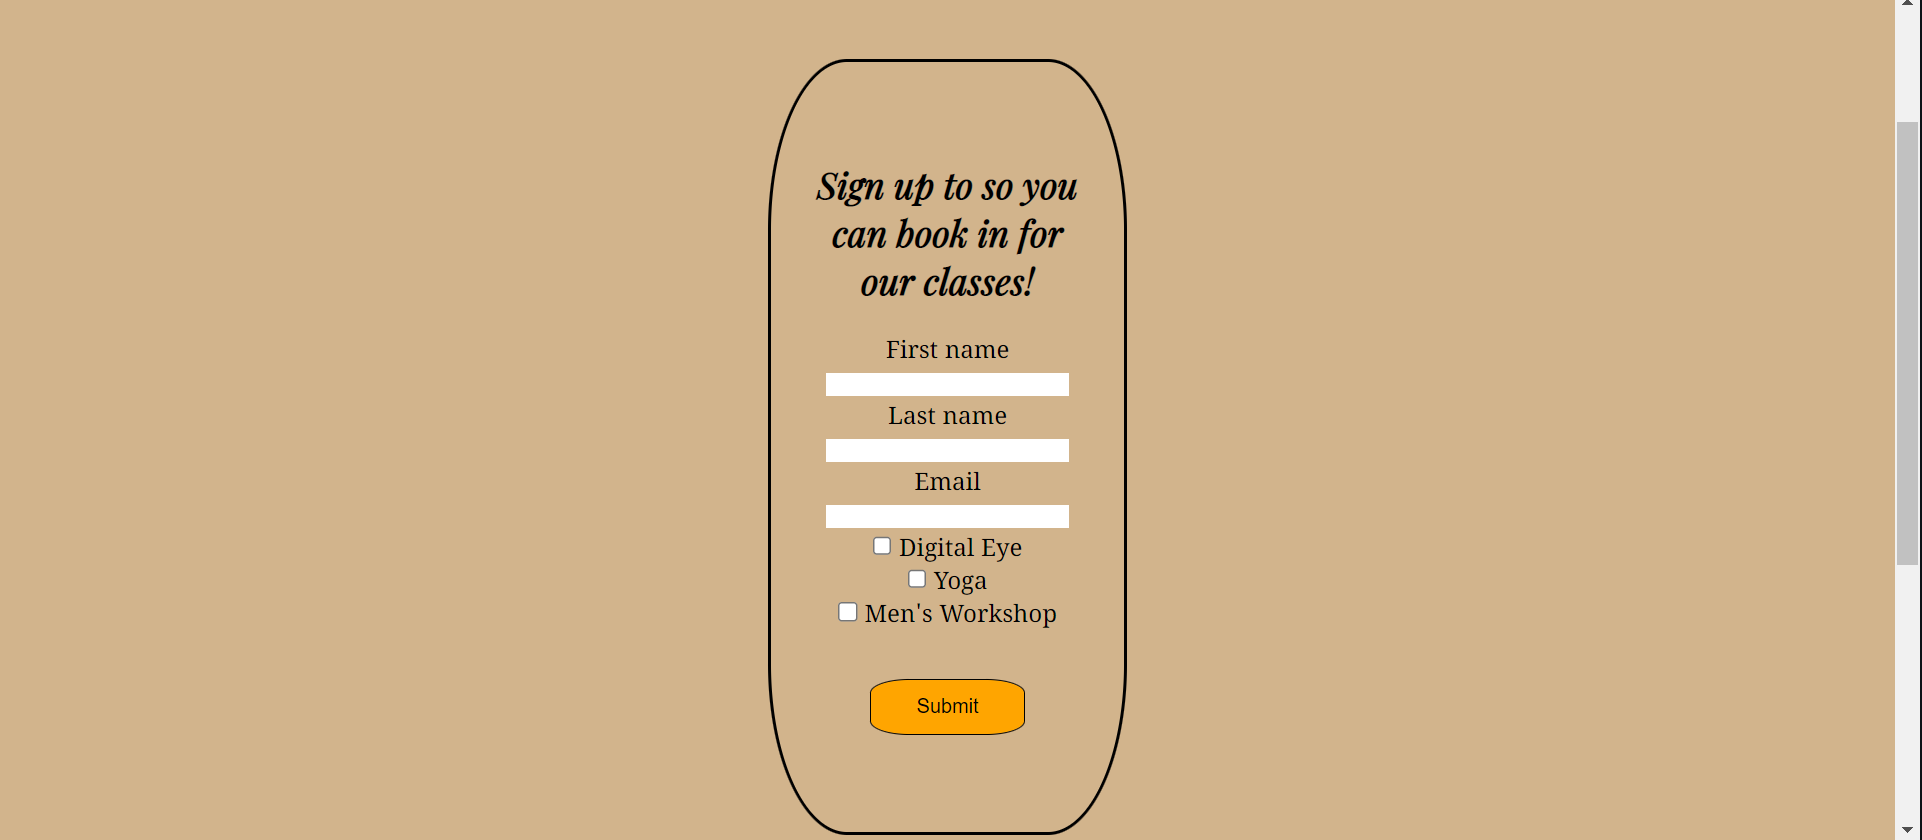 Sign up to so you
can book in for
our classes!
First name
Last name
Email
Digital Eye
Yoga
Men's Workshop
Submit